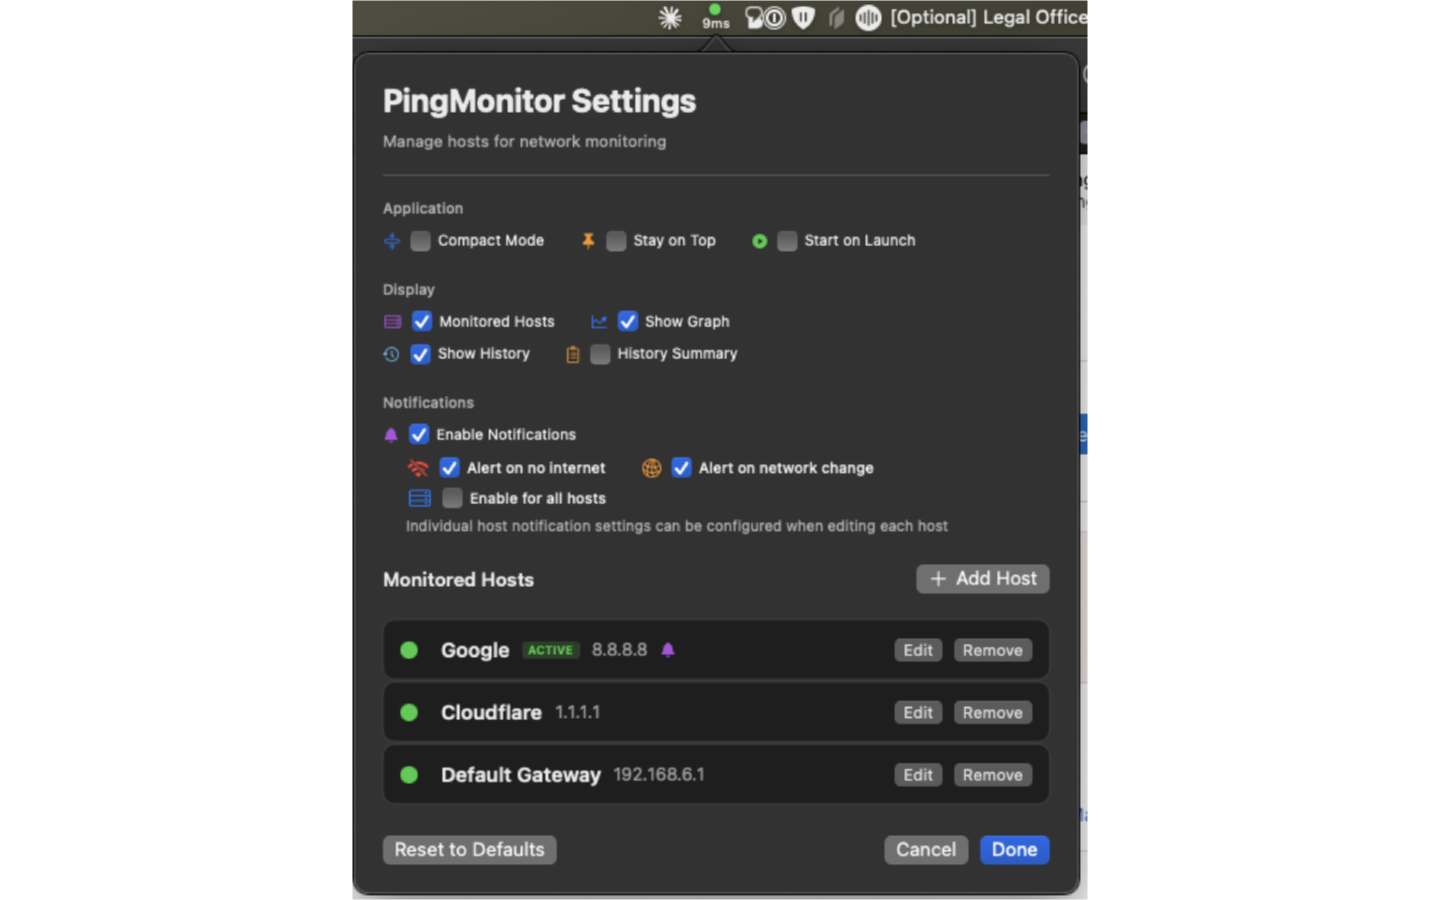 9ms [Optional] Legal Office
PingMonitor Settings
Manage hosts for network monitoring
Application
Compact Mode Stay on Top Start on Launch
Display
Monitored Hosts Show Graph
Show History History Summary
Notifications
Enable Notifications
Alert on no internet Alert on network change
Enable for all hosts
Individual host notification settings can be configured when editing each host
Monitored Hosts + Add Host
Google ACTIVE 8.8.8.8 Edit Remove
Cloudflare 1.1.1.1 Edit Remove
Default Gateway 192.168.6.1 Edit Remove
Reset to Defaults Cancel Done